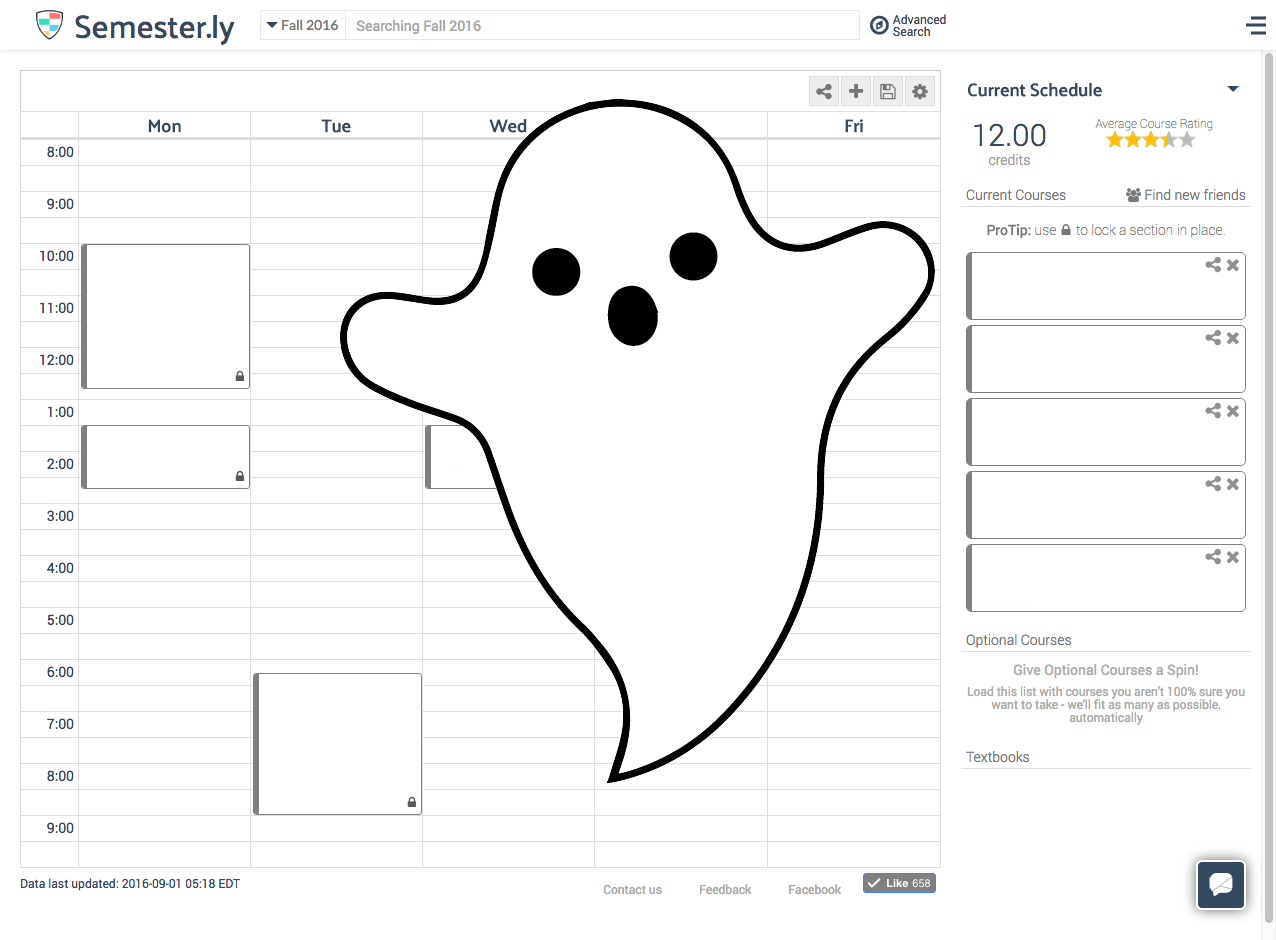 Semester.ly
Fall 2016
Searching Fall 2016
Advanced
Search
Mon Tue Wed Fri
8:00
9:00
10:00
11:00
12:00
1:00
2:00
3:00
4:00
5:00
6:00
7:00
8:00
9:00
Data last updated: 2016-09-01 05:18 EDT
Contact us
Feedback
Facebook
Like 658
Current Schedule
12.00
credits
Average Course Rating
Current Courses
Find new friends
ProTip: use to lock a section in place.
Optional Courses
Give Optional Courses a Spin!
Load this list with courses you aren't 100% sure you
want to take - we'll fit as many as possible,
automatically
Textbooks